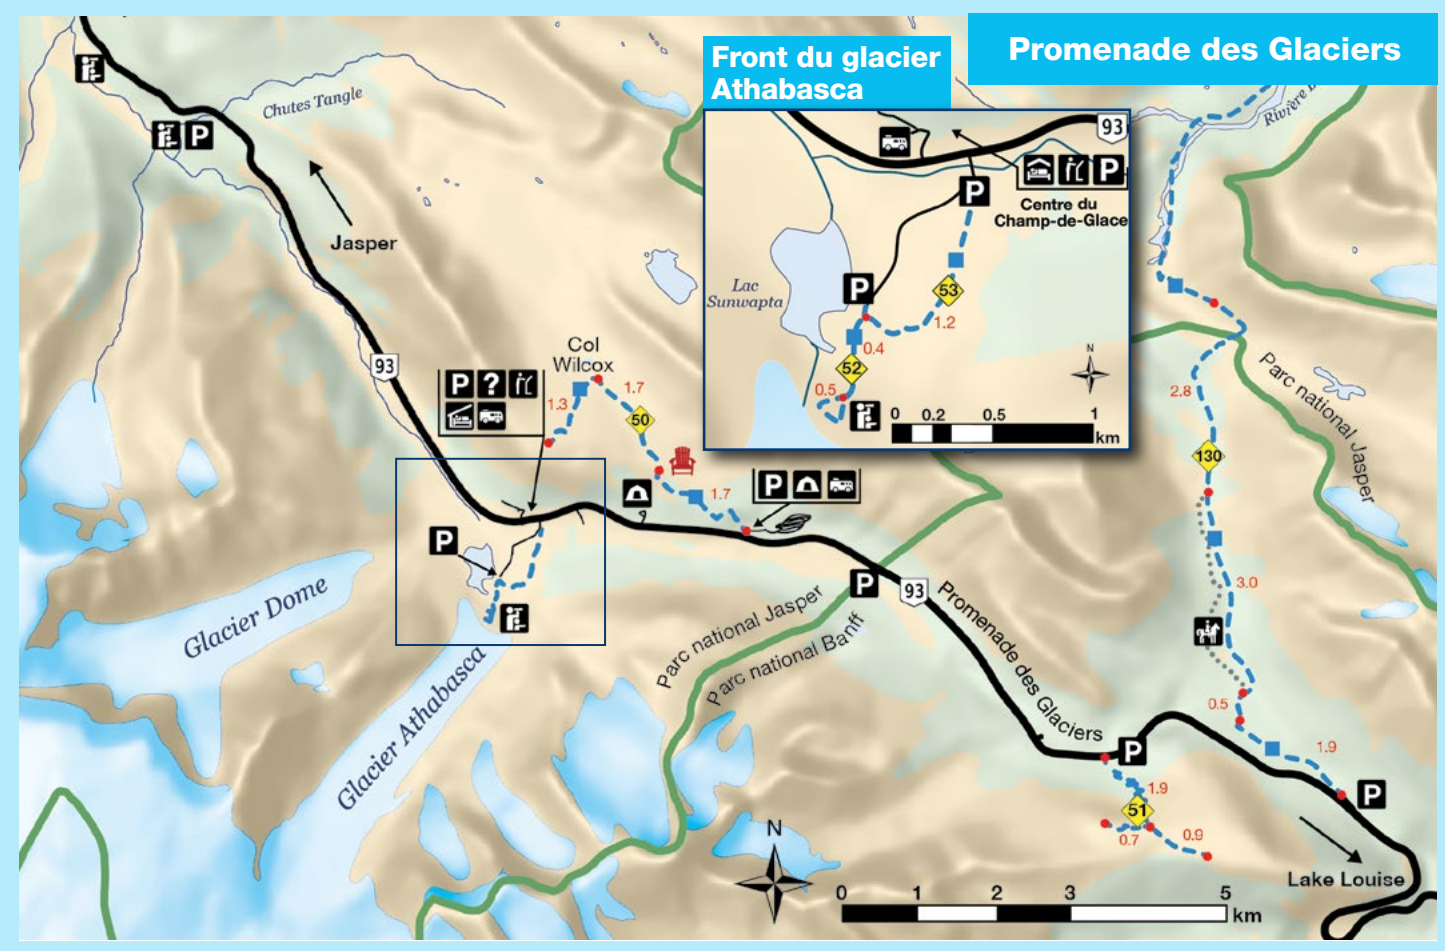 Promenade des Glaciers
Front du glacier
Athabasca
93
P
Centre du
Champ-de-Glace
P
Lac
Sunwapta
P
53
1.2
0.4
52
0.5
N
0 0.2 0.5 1
km
Chutes Tangle
P
Jasper
93
Col
Wilcox
P ?
1.3
1.7
50
1.7
P
P
Glacier Dome
Glacier Athabasca
Parc national Jasper
Parc national Banff
P
93
Promenade des Glaciers
Rivière
Parc national Jasper
2.8
130
3.0
0.5
1.9
P
P
1.9
51
0.7
0.9
Lake Louise
N
0 1 2 3 5
km